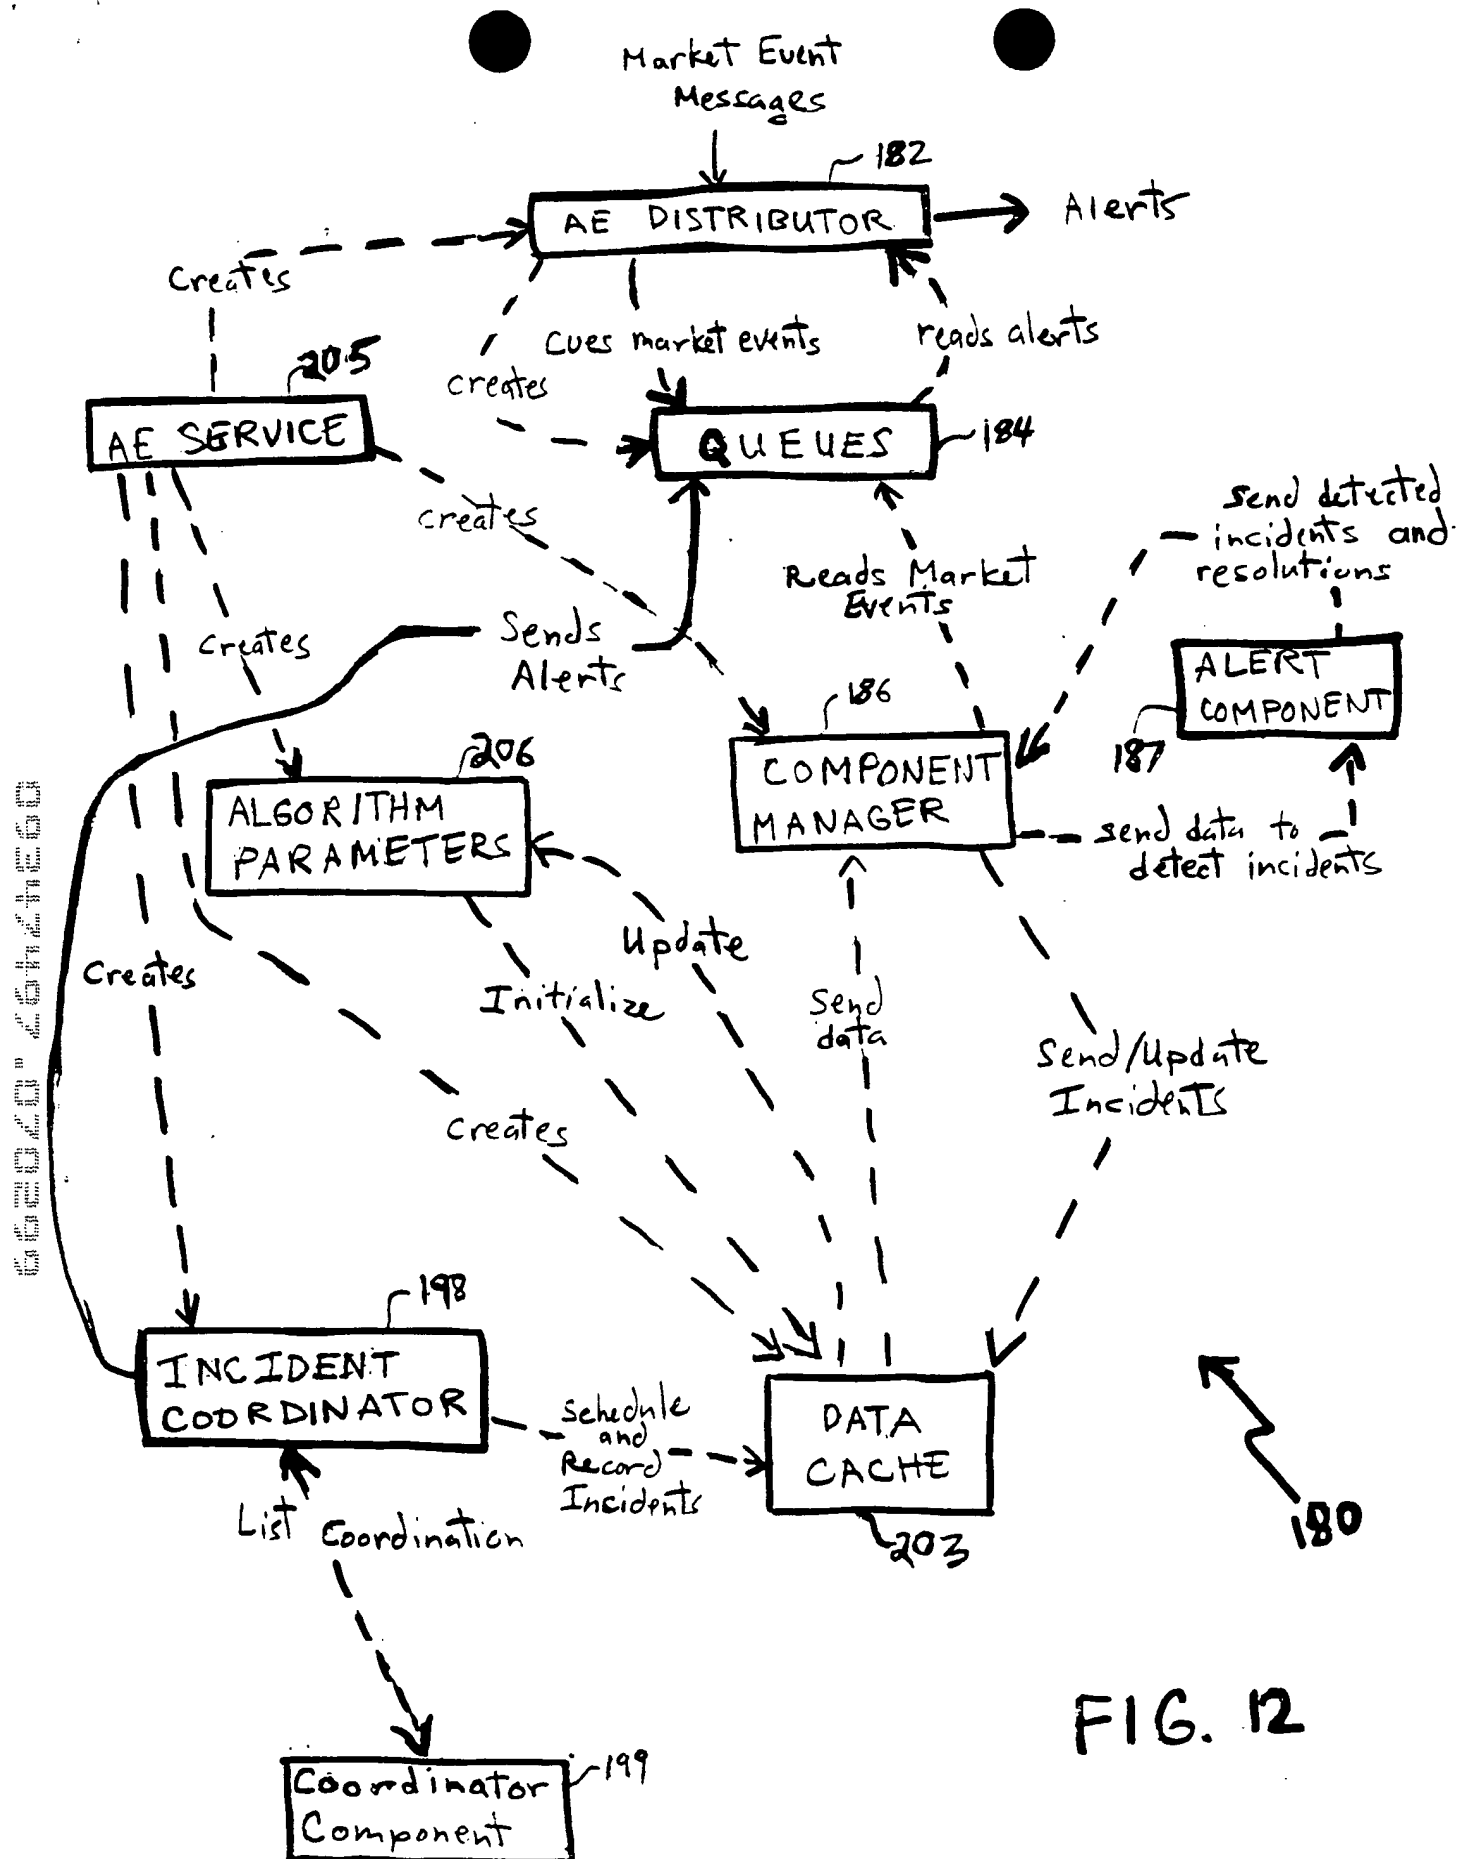 Market Event
Messages
182
AE DISTRIBUTOR
Alerts
Creates
Cues market events
reads alerts
creates
205
AE SERVICE
QUEUES
184
creates
send detected
incidents and
resolutions
Reads Market
Events
Creates
Sends
Alerts
ALERT
COMPONENT
187
186
COMPONENT
MANAGER
206
ALGORITHM
PARAMETERS
send data to
detect incidents
Update
Creates
Initialize
Send
data
Send/Update
Incidents
creates
198
INCIDENT
COORDINATOR
Schedule
and
Record
Incidents
DATA
CACHE
203
180
List Coordination
FIG. 12
199
Coordinator
Component